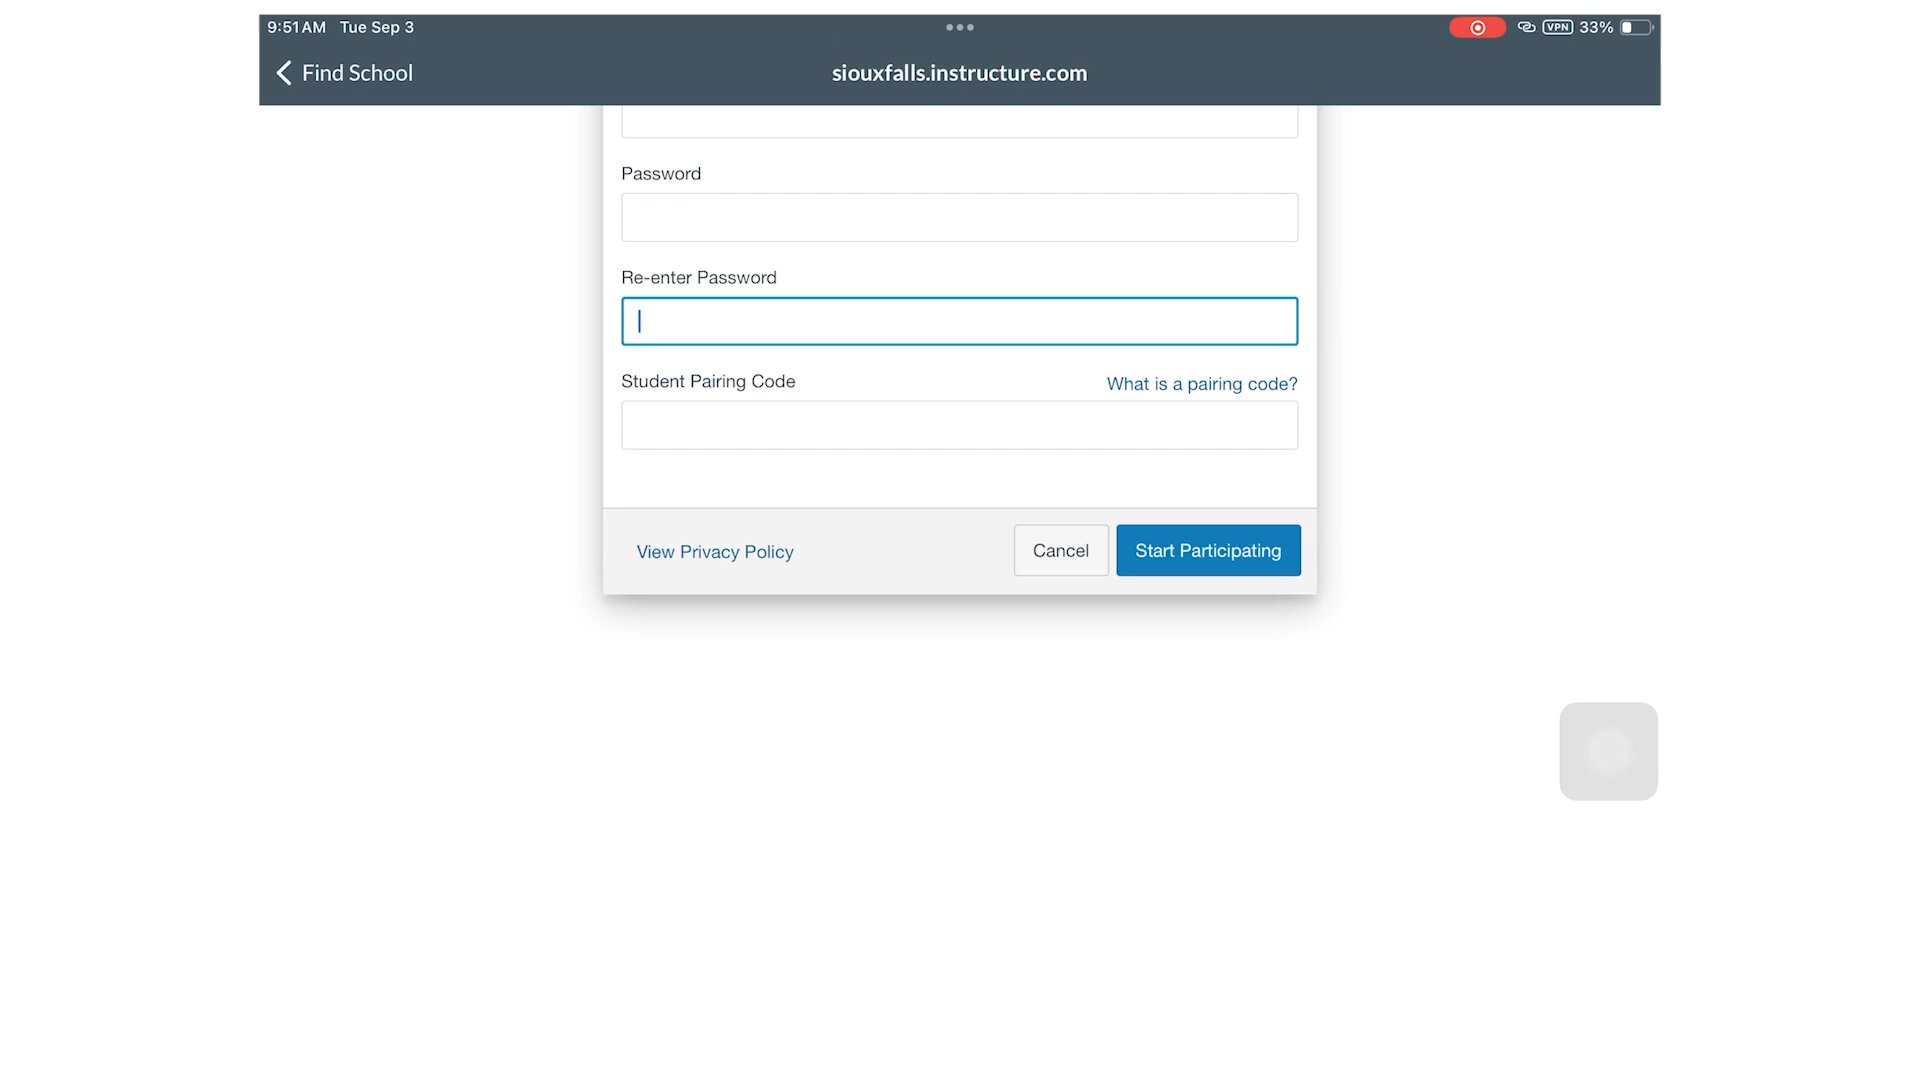 9:51 AM Tue Sep 3
VPN 33%
Find School
siouxfalls.instructure.com
Password
Re-enter Password
Student Pairing Code
What is a pairing code?
View Privacy Policy
Cancel
Start Participating